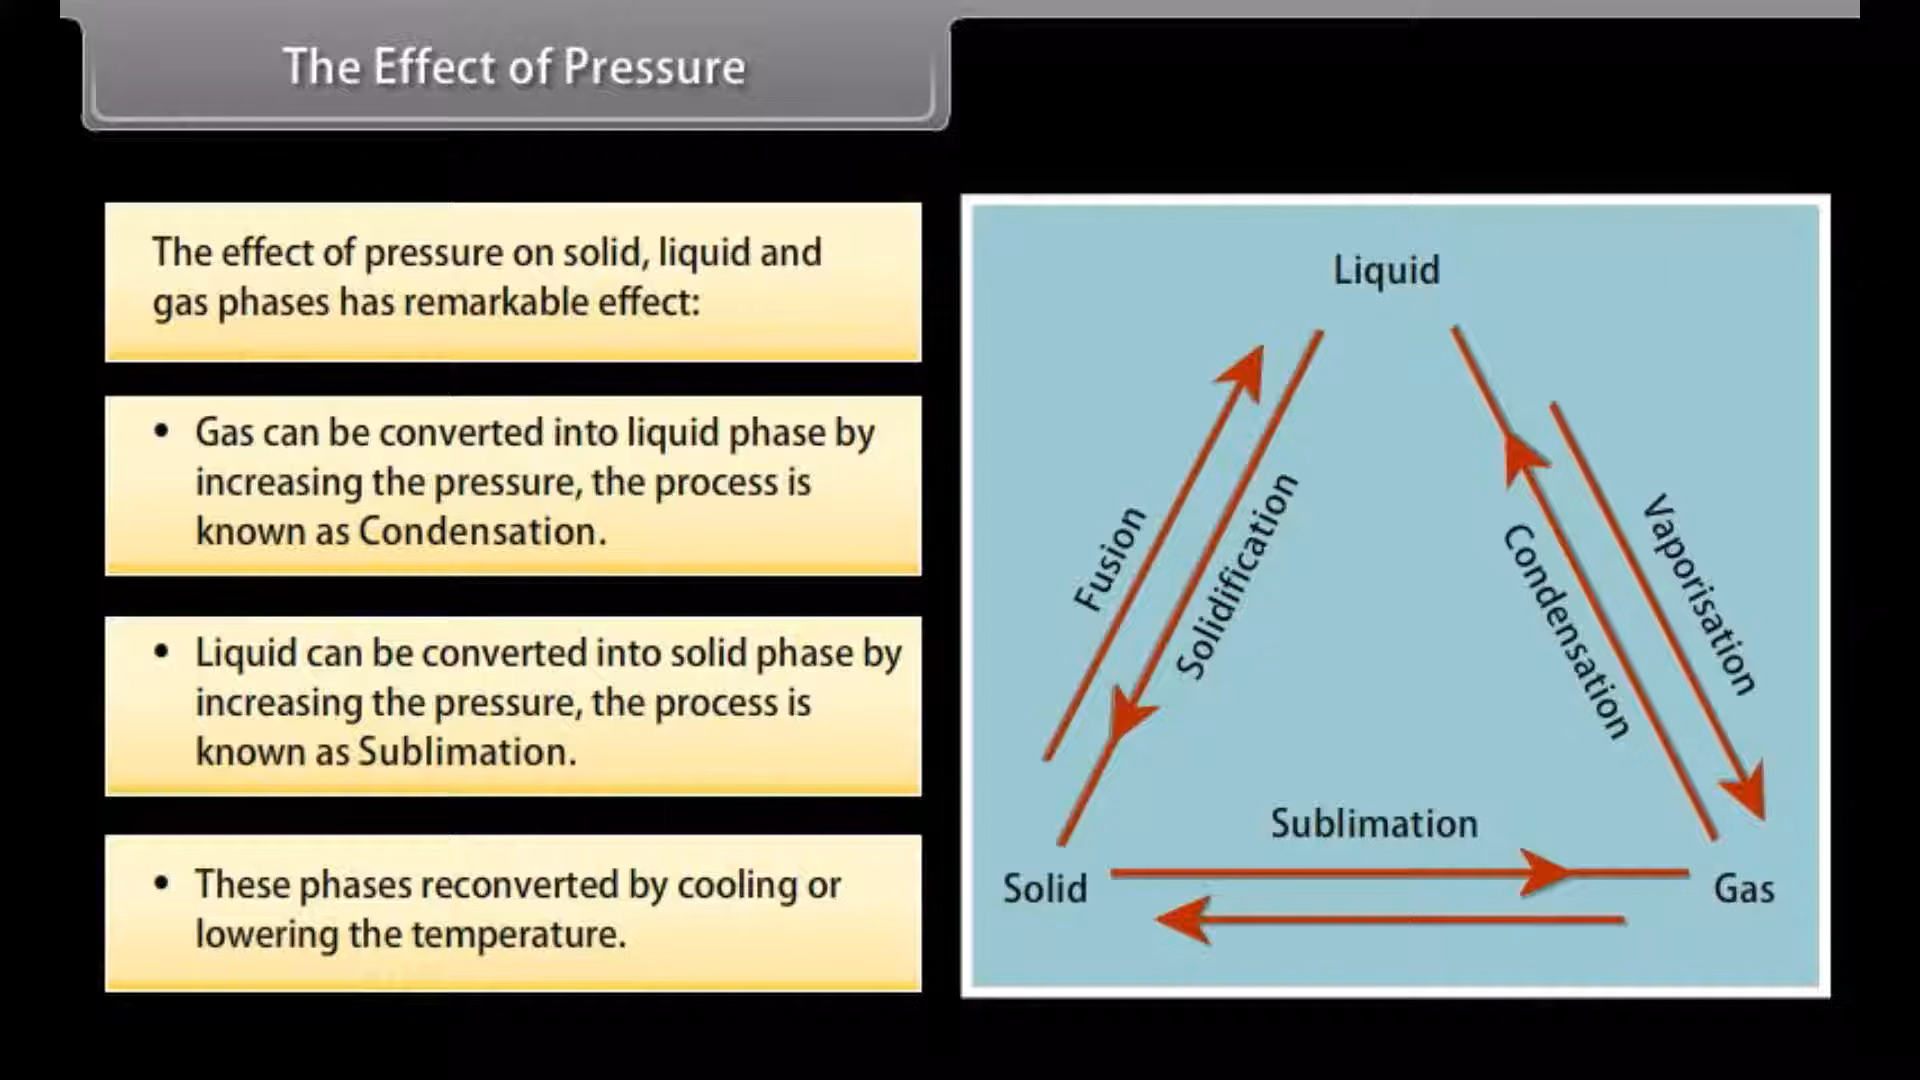 The Effect of Pressure
The effect of pressure on solid, liquid and
gas phases has remarkable effect:
• Gas can be converted into liquid phase by
increasing the pressure, the process is
known as Condensation.
• Liquid can be converted into solid phase by
increasing the pressure, the process is
known as Sublimation.
• These phases reconverted by cooling or
lowering the temperature.
Liquid
Fusion
Solidification
Condensation
Vaporisation
Sublimation
Solid
Gas